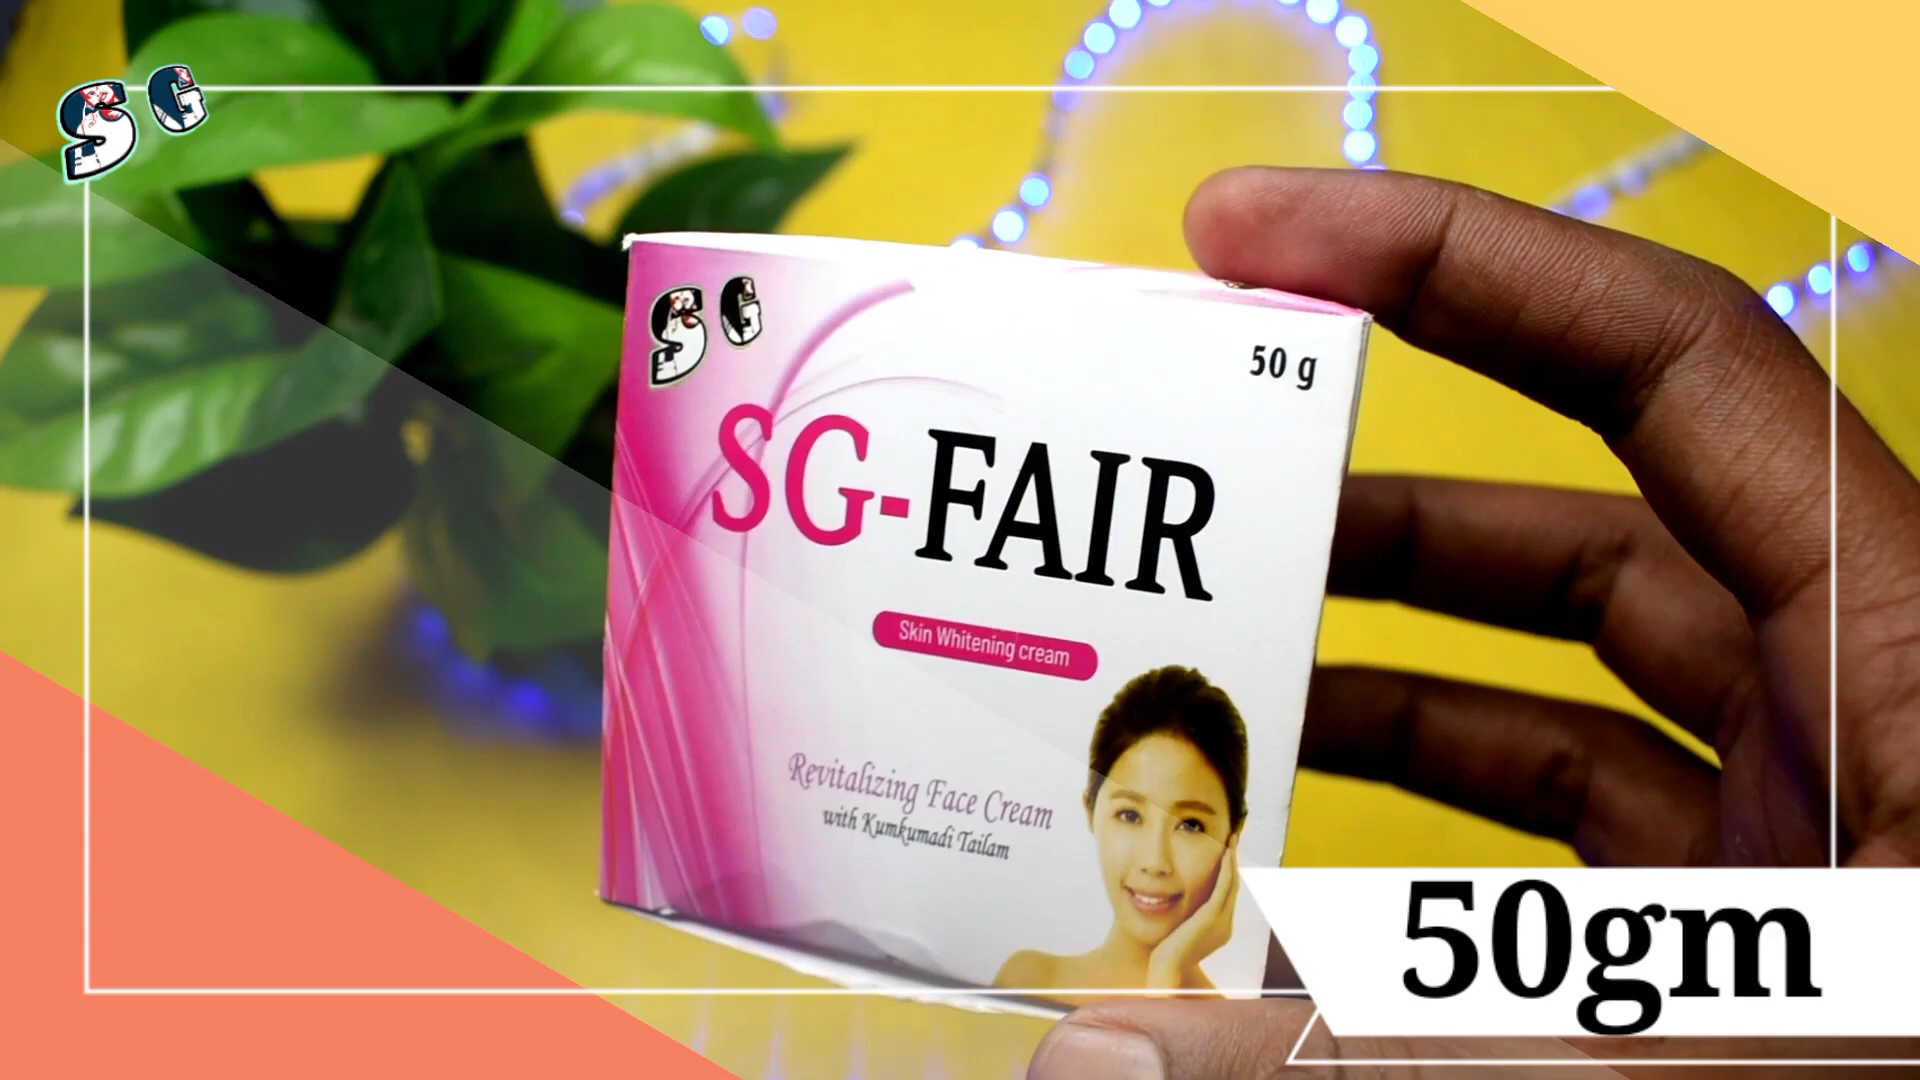 SG
SG
50 g
SG-FAIR
Skin Whitening cream
Revitalizing Face Cream
with Kumkumadi Tailam
50gm